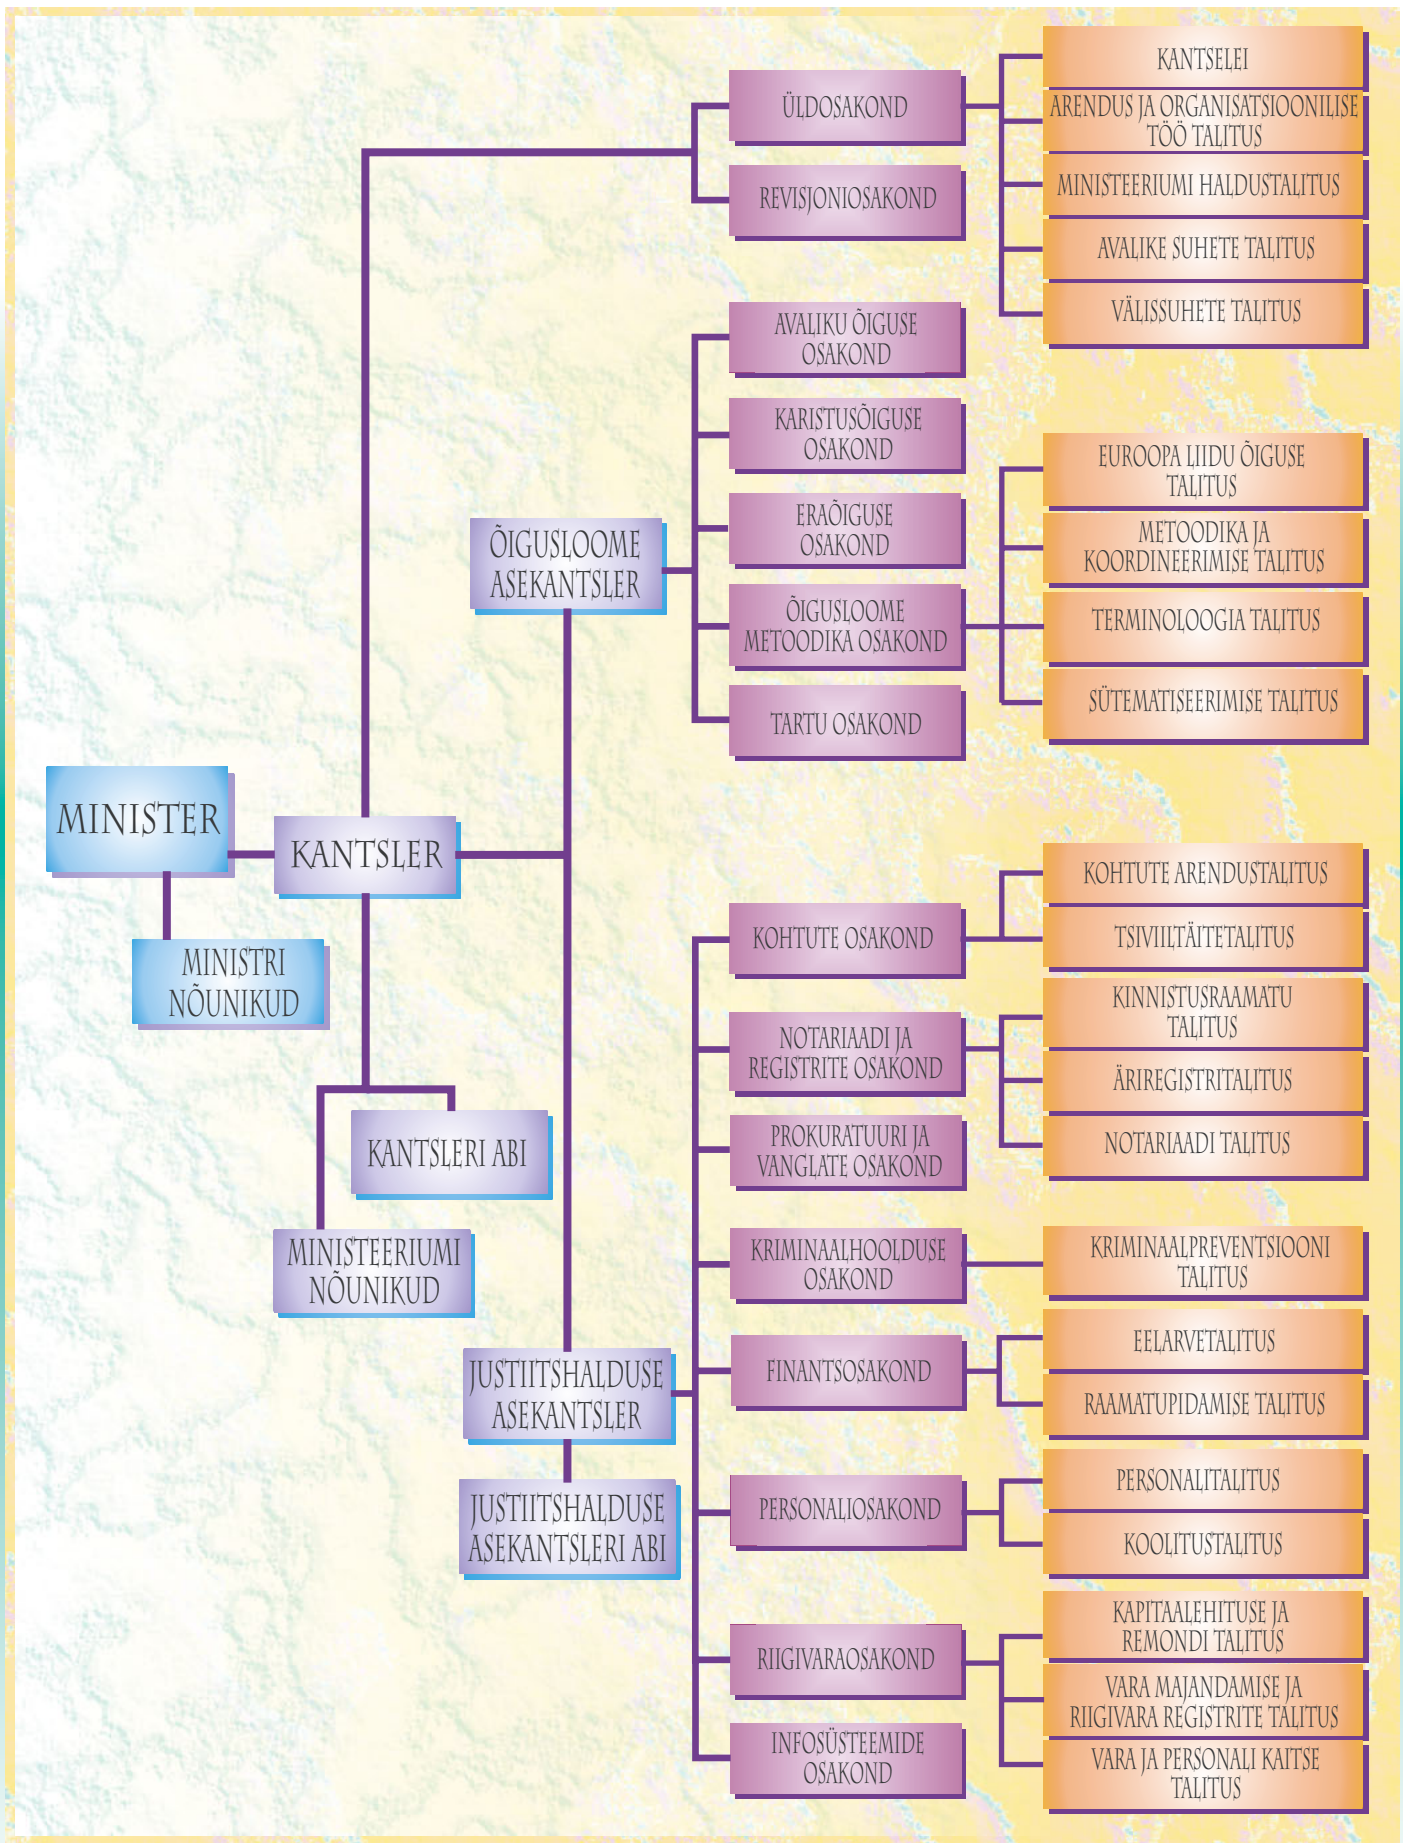 MINISTER
MINISTRI
NÕUNIKUD
KANTSLER
KANTSLERI ABI
MINISTEERIUMI
NÕUNIKUD
ÕIGUSLOOME
ASEKANTSLER
JUSTIITSHALDUSE
ASEKANTSLER
JUSTIITSHALDUSE
ASEKANTSLERI ABI
ÜLDOSAKOND
REVISJONIOSAKOND
KANTSELEI
ARENDUS JA ORGANISATSIOONILISE
TÖÖ TALITUS
MINISTEERIUMI HALDUSTALITUS
AVALIKE SUHETE TALITUS
VÄLISSUHETE TALITUS
AVALIKU ÕIGUSE
OSAKOND
KARISTUSÕIGUSE
OSAKOND
ERAÕIGUSE
OSAKOND
ÕIGUSLOOME
METOODIKA OSAKOND
TARTU OSAKOND
EUROOPA LIIDU ÕIGUSE
TALITUS
METOODIKA JA
KOORDINEERIMISE TALITUS
TERMINOLOOGIA TALITUS
SÜTEMATISEERIMISE TALITUS
KOHTUTE OSAKOND
NOTARIAADI JA
REGISTRITE OSAKOND
PROKURATUURI JA
VANGLATE OSAKOND
KRIMINAALHOOLDUSE
OSAKOND
FINANTSOSAKOND
PERSONALIOSAKOND
RIIGIVARAOSAKOND
INFOSÜSTEEMIDE
OSAKOND
KOHTUTE ARENDUSTALITUS
TSIVIILTÄITETALITUS
KINNISTUSRAAMATU
TALITUS
ÄRIREGISTRITALITUS
NOTARIAADI TALITUS
KRIMINAALPREVENTSIOONI
TALITUS
EELARVETALITUS
RAAMATUPIDAMISE TALITUS
PERSONALITALITUS
KOOLITUSTALITUS
KAPITAALEHITUSE JA
REMONDI TALITUS
VARA MAJANDAMISE JA
RIIGIVARA REGISTRITE TALITUS
VARA JA PERSONALI KAITSE
TALITUS